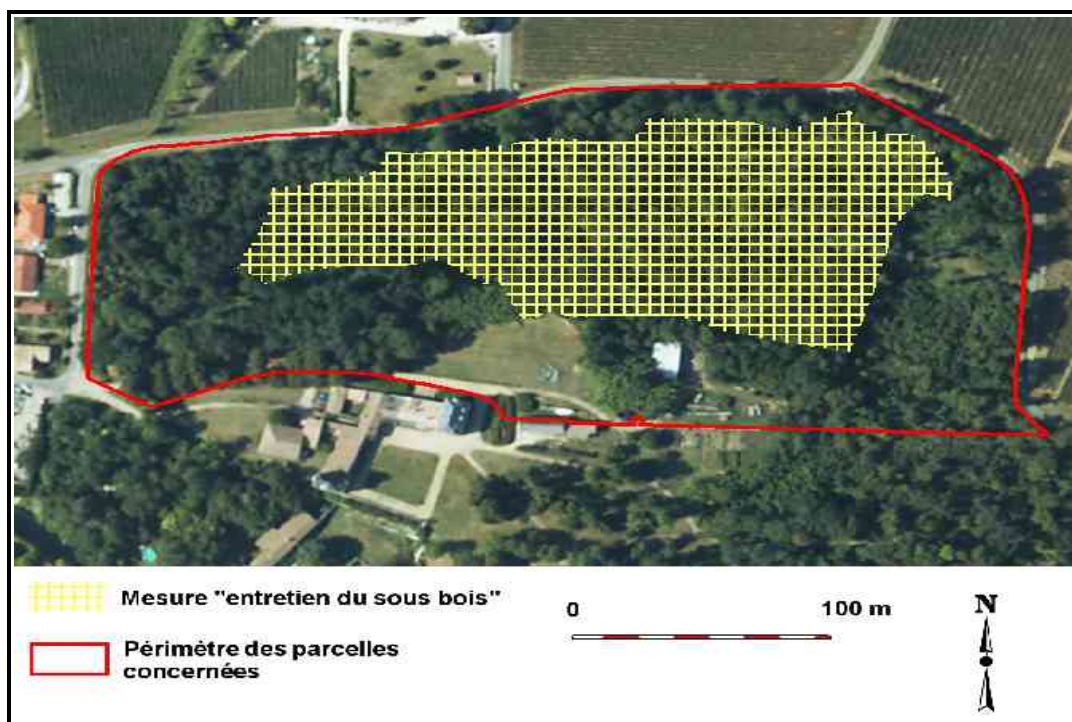 Mesure "entretien du sous bois"
0 100 m
N
Périmètre des parcelles
concernées